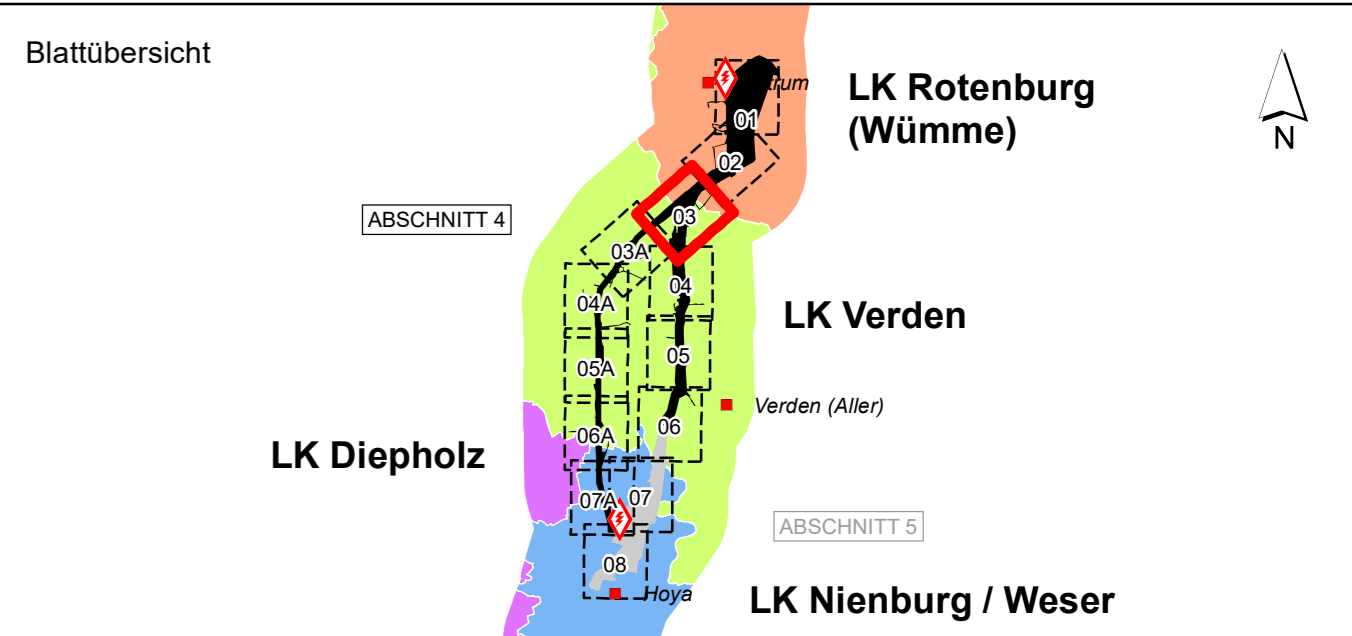 Blattübersicht
LK Rotenburg
(Wümme)
N
01
02
ABSCHNITT 4
03
03A
04
04A
LK Verden
05
05A
Verden (Aller)
06
06A
LK Diepholz
07A
07
ABSCHNITT 5
08
Hoya
LK Nienburg / Weser